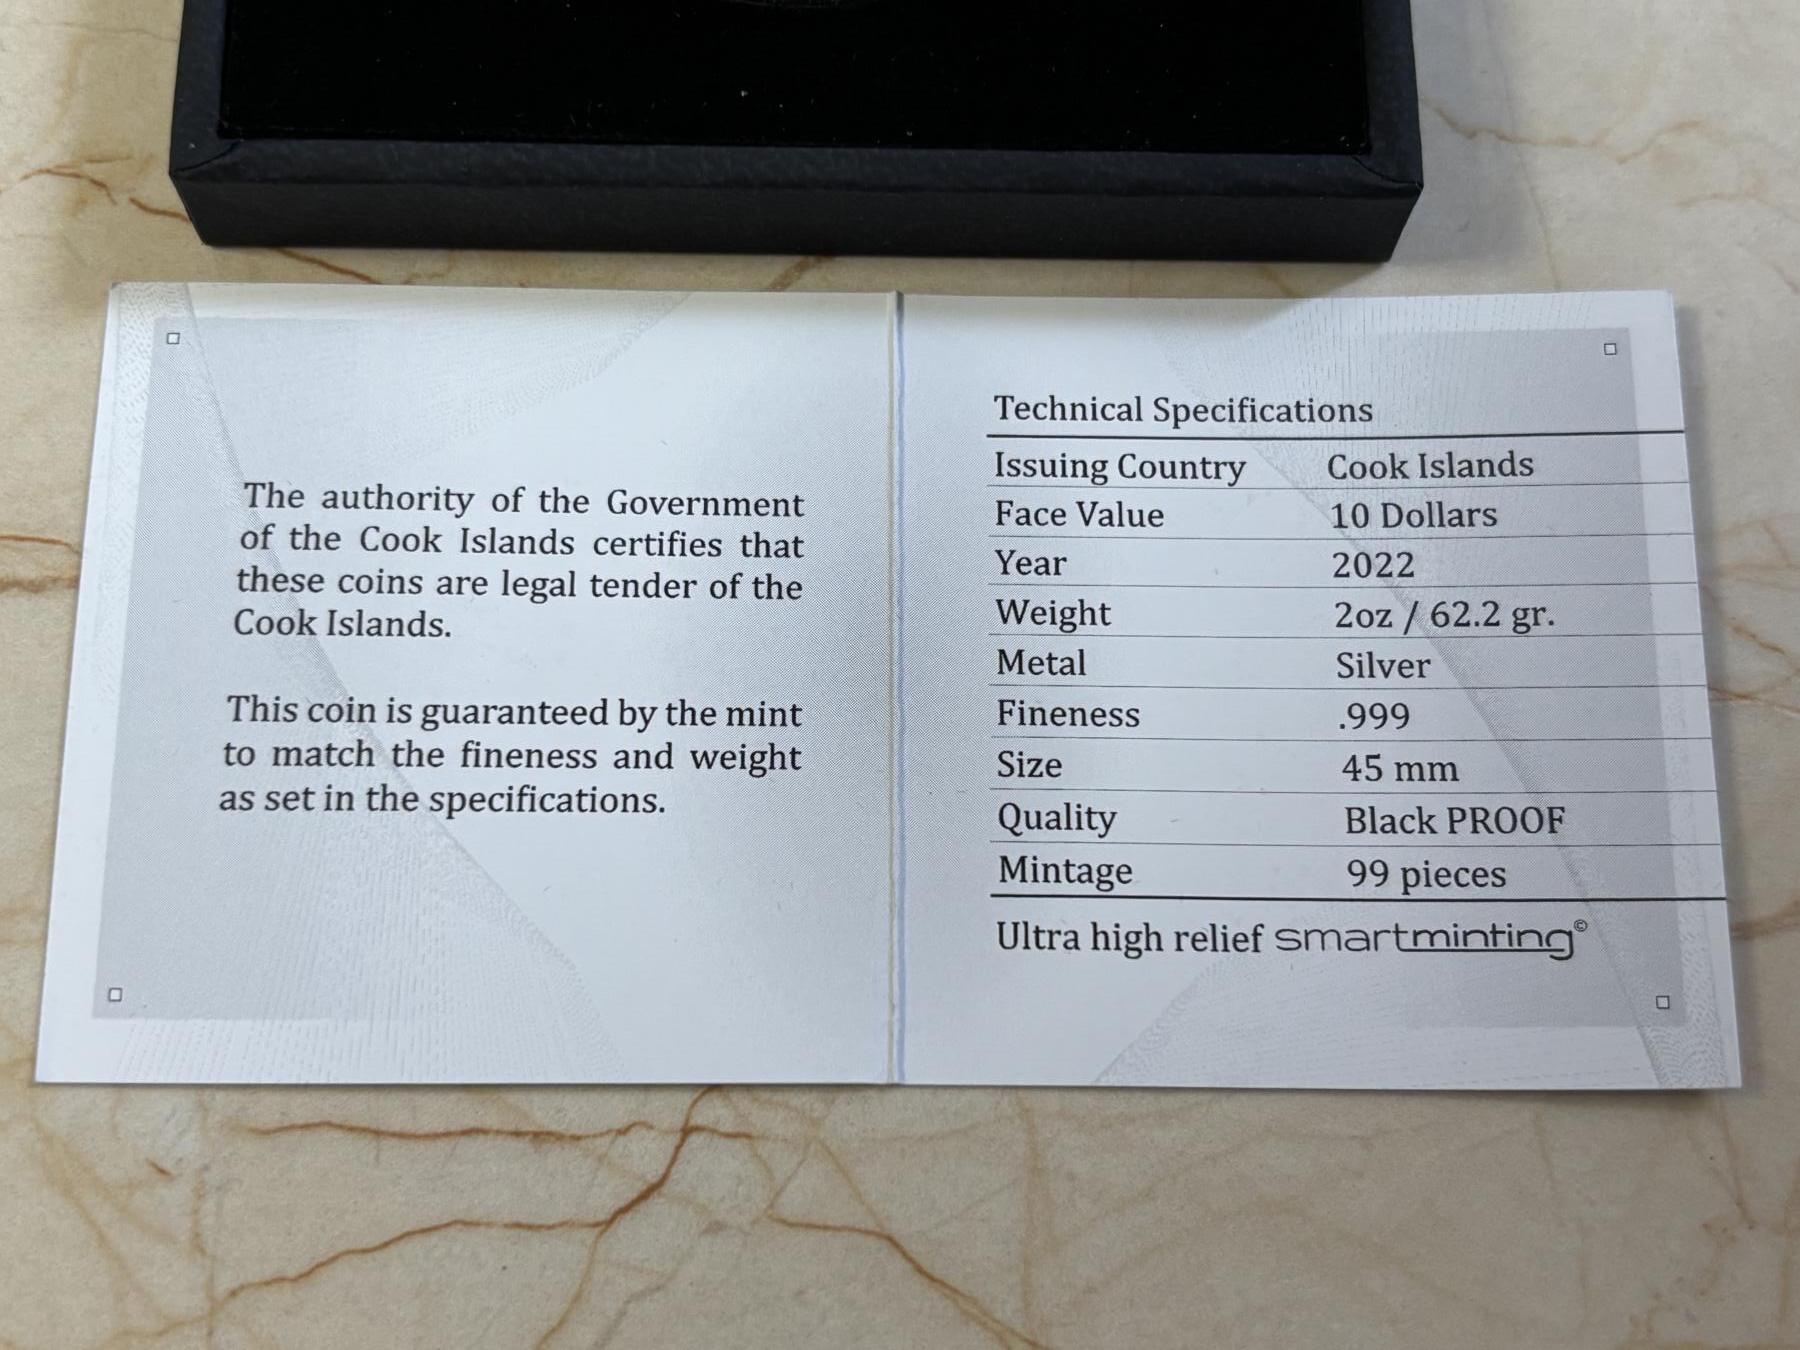 The authority of the Government
of the Cook Islands certifies that
these coins are legal tender of the
Cook Islands.
This coin is guaranteed by the mint
to match the fineness and weight
as set in the specifications.
Technical Specifications
Issuing Country Cook Islands
Face Value 10 Dollars
Year 2022
Weight 2oz / 62.2 gr.
Metal Silver
Fineness .999
Size 45 mm
Quality Black PROOF
Mintage 99 pieces
Ultra high relief smartminting©